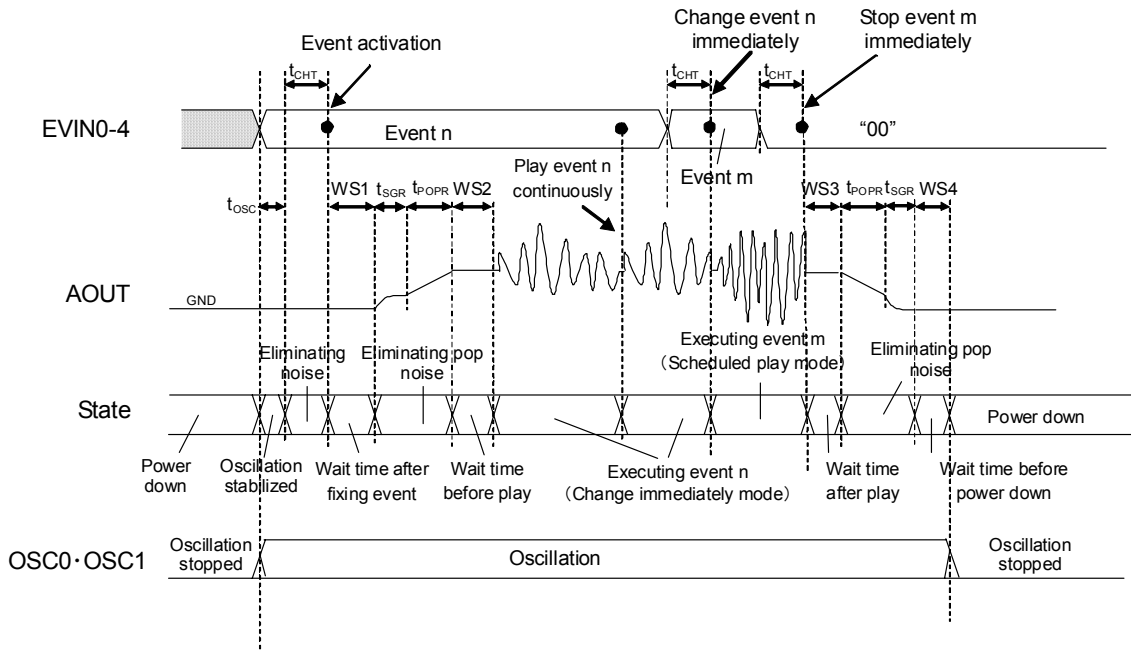 Change event n
immediately
Stop event m
immediately
Event activation
tCHT
tCHT
tCHT
EVIN0-4
Event n
"00"
Event m
Play event n
continuously
tOSC
WS1
tSGR
tPOPR
WS2
WS3
tPOPR
tSGR
WS4
AOUT
GND
Executing event m
(Scheduled play mode)
Eliminating
noise
Eliminating pop
noise
Eliminating pop
noise
State
Power down
Power
down
Oscillation
stabilized
Wait time after
fixing event
Wait time
before play
Executing event n
(Change immediately mode)
Wait time
after play
Wait time before
power down
OSC0·OSC1
Oscillation
stopped
Oscillation
Oscillation
stopped